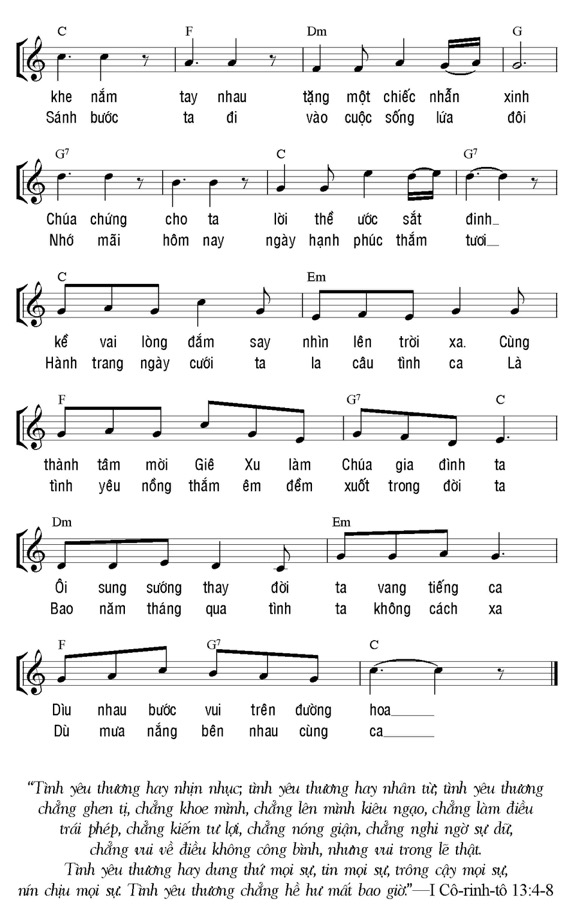 C F Dm G
khe nắm tay nhau tặng một chiếc nhẫn xinh
Sánh bước ta đi vào cuộc sống lứa đôi
G7 C G7
Chúa chứng cho ta lời thể ước sắt đinh_
Nhớ mãi hôm nay ngày hạnh phúc thắm tươi_
C Em
kể vai lòng đắm say nhìn lên trời xa. Cùng
Hành trang ngày cưới ta la câu tình ca Là
F G7 C
thành tâm mời Giê Xu làm Chúa gia đình ta
tình yêu nồng thắm êm đềm xuốt trong đời ta
Dm Em
Ôi sung sướng thay đời ta vang tiếng ca
Bao năm tháng qua tình ta không cách xa
F G7 C
Dìu nhau bước vui trên đường hoa____
Dù mưa nắng bên nhau cùng ca____
“Tình yêu thương hay nhịn nhục; tình yêu thương hay nhân từ; tình yêu thương
chẳng ghen tị, chẳng khoe mình, chẳng lên mình kiêu ngạo, chẳng làm điều
trái phép, chẳng kiếm tư lợi, chẳng nóng giận, chẳng nghi ngờ sự dữ,
chẳng vui về điều không công bình, nhưng vui trong lẽ thật.
Tình yêu thương hay dung thứ mọi sự, tin mọi sự, trông cậy mọi sự,
nín chịu mọi sự. Tình yêu thương chẳng hề hư mất bao giờ.”—I Cô-rinh-tô 13:4-8